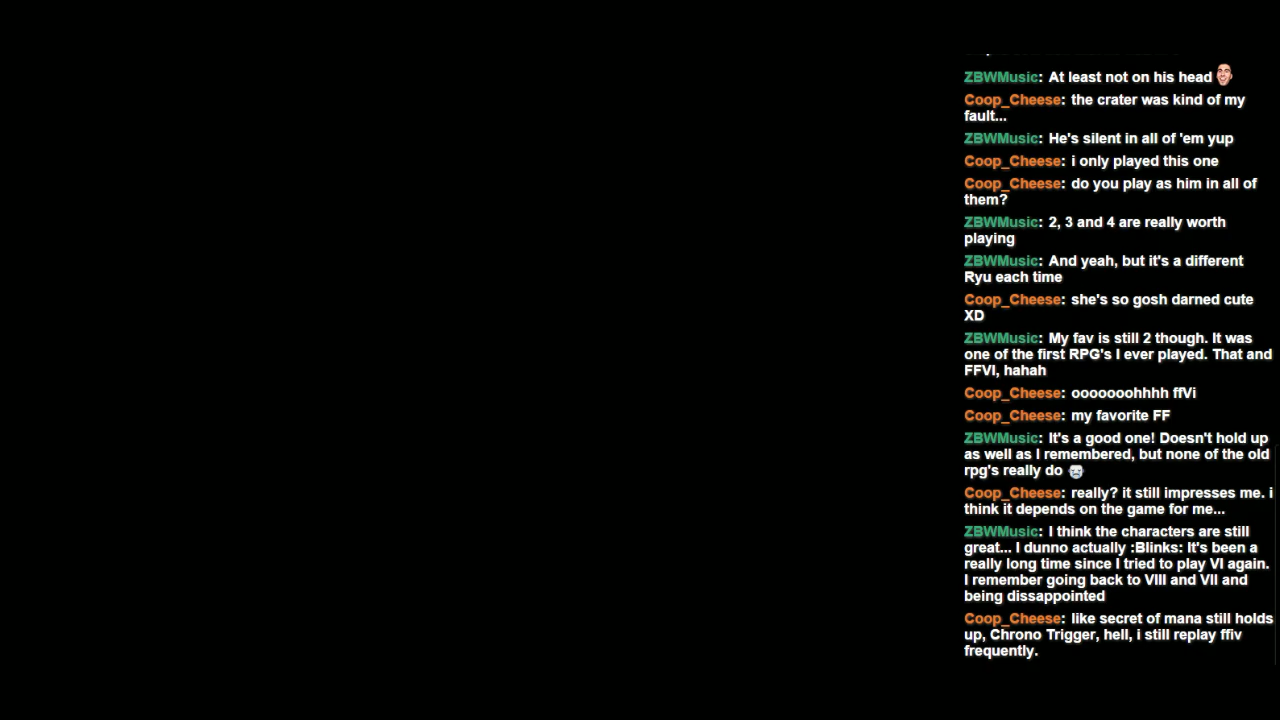 ZBWMusic: At least not on his head
Coop_Cheese: the crater was kind of my
fault...
ZBWMusic: He's silent in all of 'em yup
Coop_Cheese: i only played this one
Coop_Cheese: do you play as him in all of
them?
ZBWMusic: 2, 3 and 4 are really worth
playing
ZBWMusic: And yeah, but it's a different
Ryu each time
Coop_Cheese: she's so gosh darned cute
XD
ZBWMusic: My fav is still 2 though. It was
one of the first RPG's I ever played. That and
FFVI, hahah
Coop_Cheese: ooooooohhhh ffVi
Coop_Cheese: my favorite FF
ZBWMusic: It's a good one! Doesn't hold up
as well as I remembered, but none of the old
rpg's really do
Coop_Cheese: really? it still impresses me. i
think it depends on the game for me...
ZBWMusic: I think the characters are still
great... I dunno actually :Blinks: It's been a
really long time since I tried to play VI again.
I remember going back to VIII and VII and
being dissappointed
Coop_Cheese: like secret of mana still holds
up, Chrono Trigger, hell, i still replay ffiv
frequently.